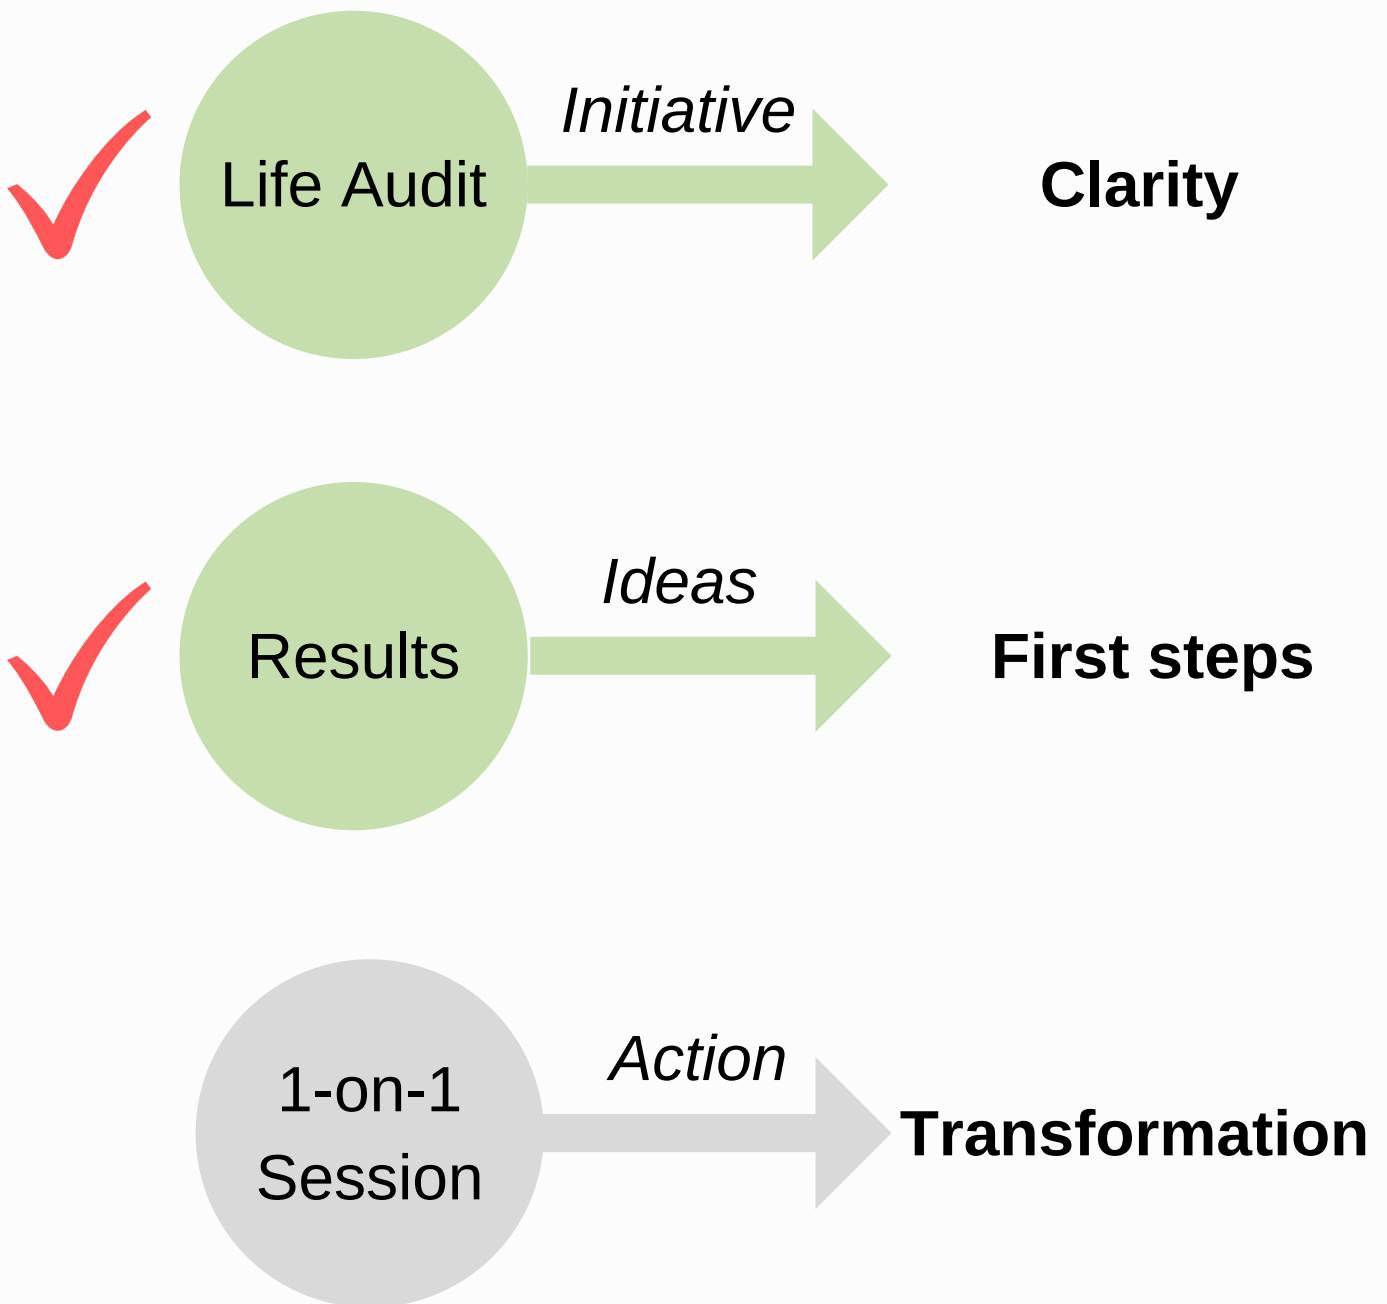 Initiative
Life Audit
Clarity
Ideas
Results
First steps
Action
1-on-1
Session
Transformation